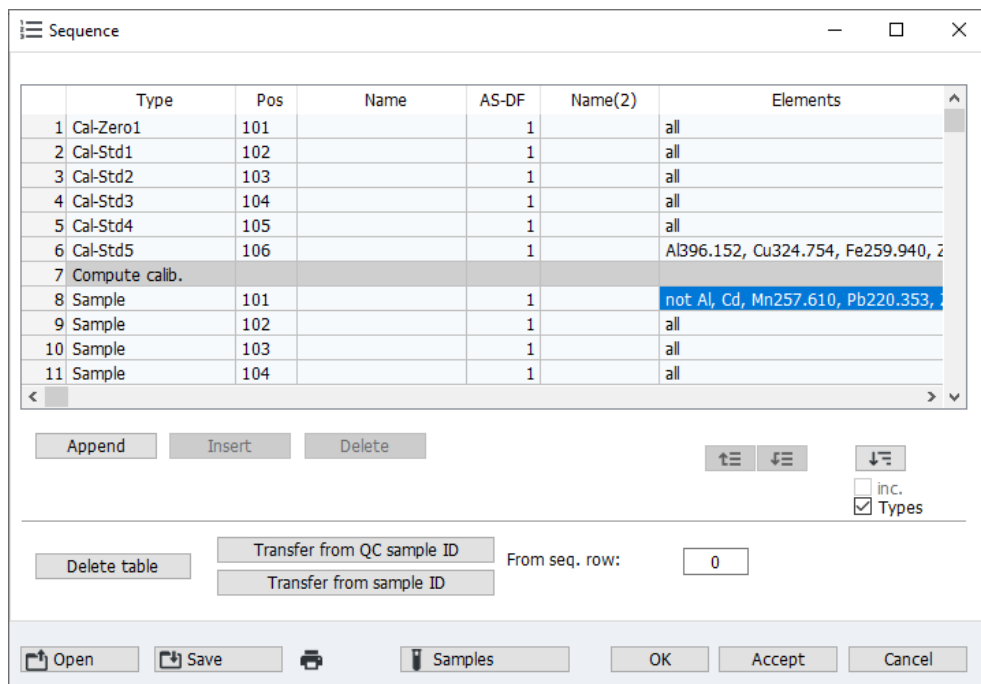 Sequence
Type Pos Name AS-DF Name(2) Elements
1 Cal-Zero1 101 1 all
2 Cal-Std1 102 1 all
3 Cal-Std2 103 1 all
4 Cal-Std3 104 1 all
5 Cal-Std4 105 1 all
6 Cal-Std5 106 1 Al396.152, Cu324.754, Fe259.940, Z
7 Compute calib.
8 Sample 101 1 not Al, Cd, Mn257.610, Pb220.353,
9 Sample 102 1 all
10 Sample 103 1 all
11 Sample 104 1 all
Append Insert Delete
inc.
Types
Delete table
Transfer from QC sample ID
From seq. row: 0
Transfer from sample ID
Open Save Samples OK Accept Cancel